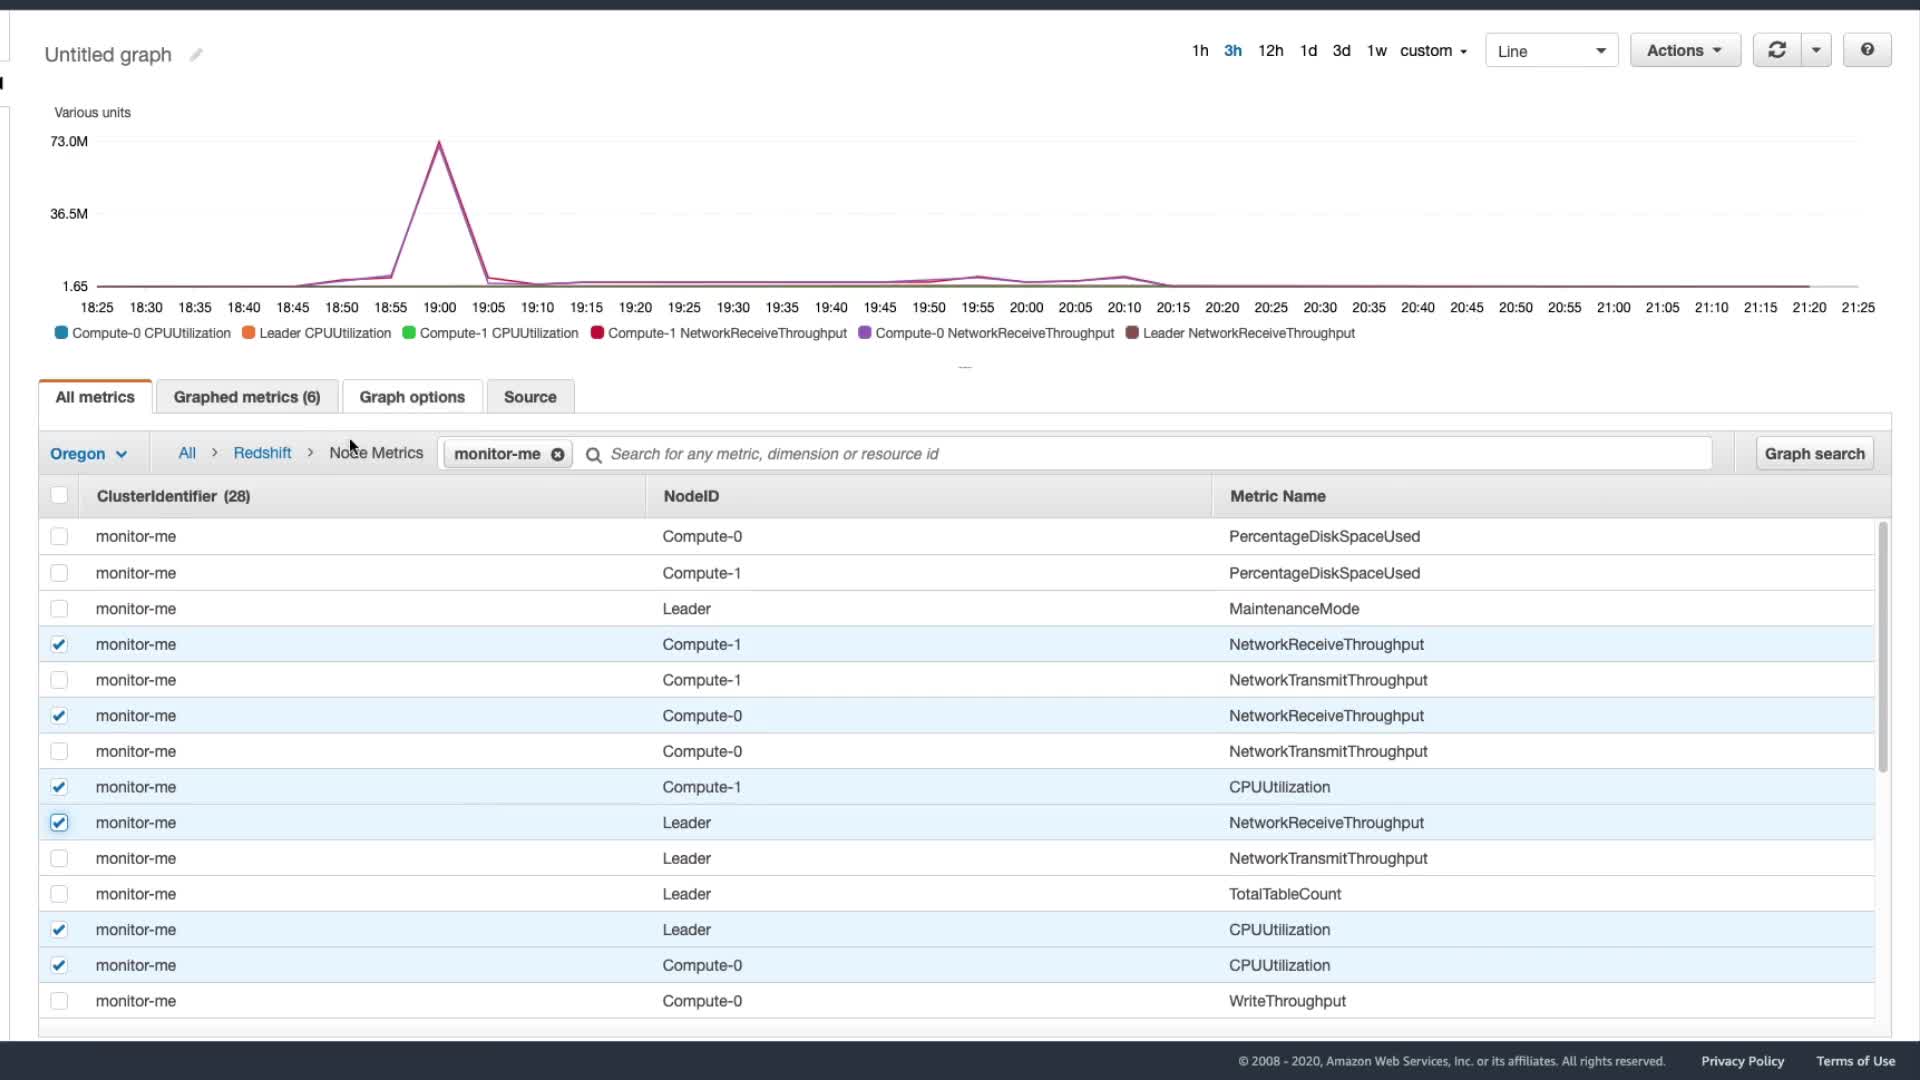 Untitled graph
1h 3h 12h 1d 3d 1w custom Line Actions ?
Various units
73.0M
36.5M
1.65
18:25 18:30 18:35 18:40 18:45 18:50 18:55 19:00 19:05 19:10 19:15 19:20 19:25 19:30 19:35 19:40 19:45 19:50 19:55 20:00 20:05 20:10 20:15 20:20 20:25 20:30 20:35 20:40 20:45 20:50 20:55 21:00 21:05 21:10 21:15 21:20 21:25
Compute-0 CPUUtilization Leader CPUUtilization Compute-1 CPUUtilization Compute-1 NetworkReceiveThroughput Compute-0 NetworkReceiveThroughput Leader NetworkReceiveThroughput
All metrics Graphed metrics (6) Graph options Source
Oregon All > Redshift > Node Metrics monitor-me Search for any metric, dimension or resource id Graph search
ClusterIdentifier (28) NodeID Metric Name
monitor-me Compute-0 PercentageDiskSpaceUsed
monitor-me Compute-1 PercentageDiskSpaceUsed
monitor-me Leader MaintenanceMode
monitor-me Compute-1 NetworkReceiveThroughput
monitor-me Compute-1 NetworkTransmitThroughput
monitor-me Compute-0 NetworkReceiveThroughput
monitor-me Compute-0 NetworkTransmitThroughput
monitor-me Compute-1 CPUUtilization
monitor-me Leader NetworkReceiveThroughput
monitor-me Leader NetworkTransmitThroughput
monitor-me Leader TotalTableCount
monitor-me Leader CPUUtilization
monitor-me Compute-0 CPUUtilization
monitor-me Compute-0 WriteThroughput
© 2008 - 2020, Amazon Web Services, Inc. or its affiliates. All rights reserved. Privacy Policy Terms of Use